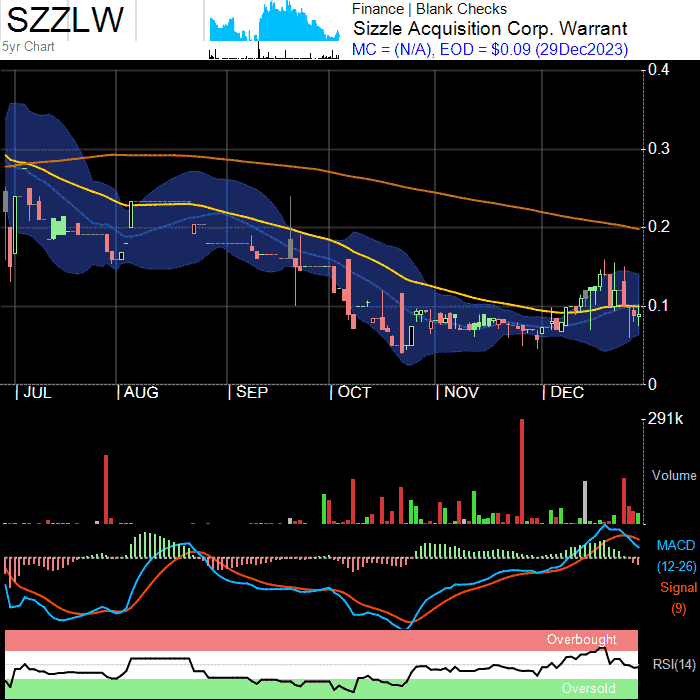 SZZLW
5yr Chart
Finance | Blank Checks
Sizzle Acquisition Corp. Warrant
MC = (N/A), EOD = $0.09 (29Dec2023)
0.4
0.3
0.2
0.1
0
JUL
AUG
SEP
OCT
NOV
DEC
291k
Volume
MACD
(12-26)
Signal
(9)
Overbought
RSI(14)
Oversold